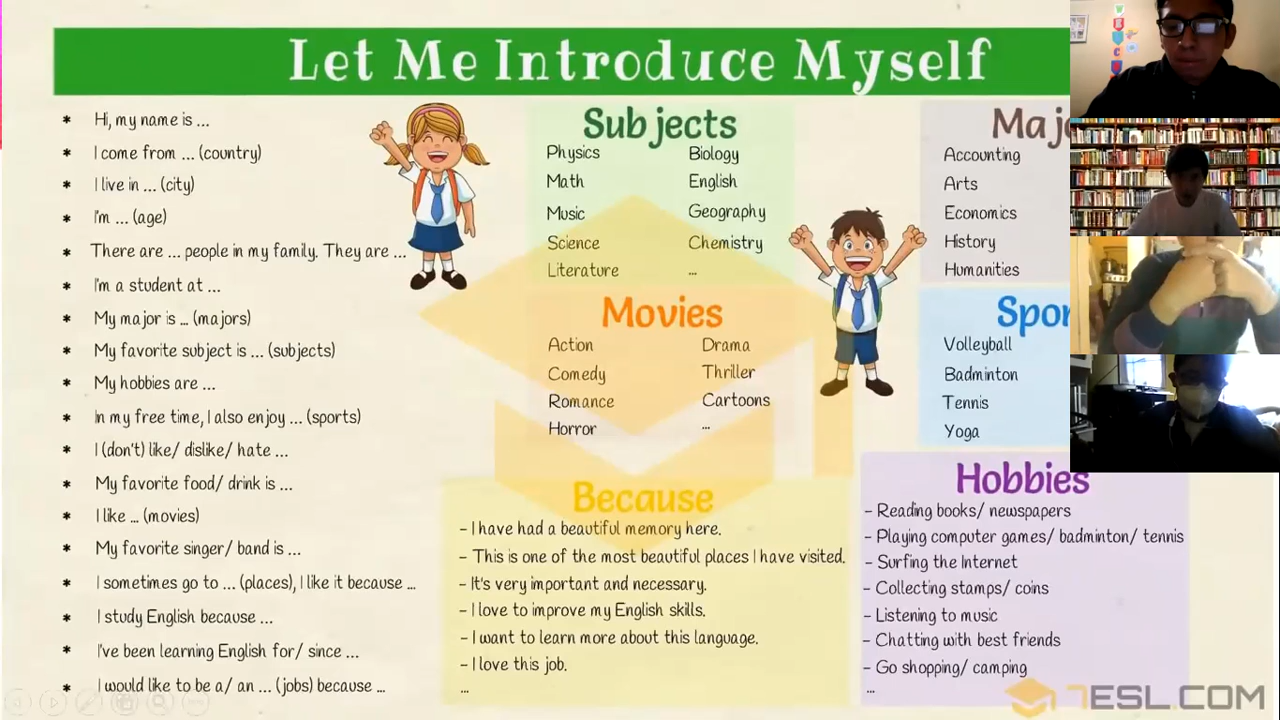 Let Me Introduce Myself
* Hi, my name is ...
* I come from ... (country)
* I live in ... (city)
* I'm ... (age)
* There are ... people in my family. They are ...
* I'm a student at ...
* My major is ... (majors)
* My favorite subject is ... (subjects)
* My hobbies are ...
* In my free time, I also enjoy ... (sports)
* I (don't) like/ dislike/ hate ...
* My favorite food/ drink is ...
* I like ... (movies)
* My favorite singer/ band is ...
* I sometimes go to ... (places), I like it because ...
* I study English because ...
* I've been learning English for/ since ...
* I would like to be a/ an ... (jobs) because ...
Subjects
Physics Biology
Math English
Music Geography
Science Chemistry
Literature ...
Movies
Action Drama
Comedy Thriller
Romance Cartoons
Horror ...
Because
- I have had a beautiful memory here.
- This is one of the most beautiful places I have visited.
- It's very important and necessary.
- I love to improve my English skills.
- I want to learn more about this language.
- I love this job.
...
Maj
Accounting
Arts
Economics
History
Humanities
Spor
Volleyball
Badminton
Tennis
Yoga
Hobbies
- Reading books/ newspapers
- Playing computer games/ badminton/ tennis
- Surfing the Internet
- Collecting stamps/ coins
- Listening to music
- Chatting with best friends
- Go shopping/ camping
...
7ESL.COM